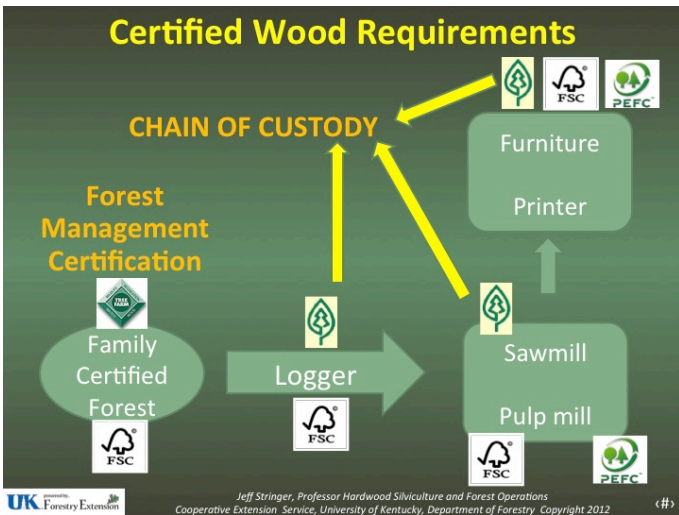 Certified Wood Requirements
FSC
PEFC™
CHAIN OF CUSTODY
Furniture
Printer
Forest
Management
Certification
TREE
FARM
Family
Certified
Forest
FSC
Logger
FSC
Sawmill
Pulp mill
FSC
PEFC™
UK Forestry Extension
Jeff Stringer, Professor Hardwood Silviculture and Forest Operations
Cooperative Extension Service, University of Kentucky, Department of Forestry Copyright 2012
‹#›